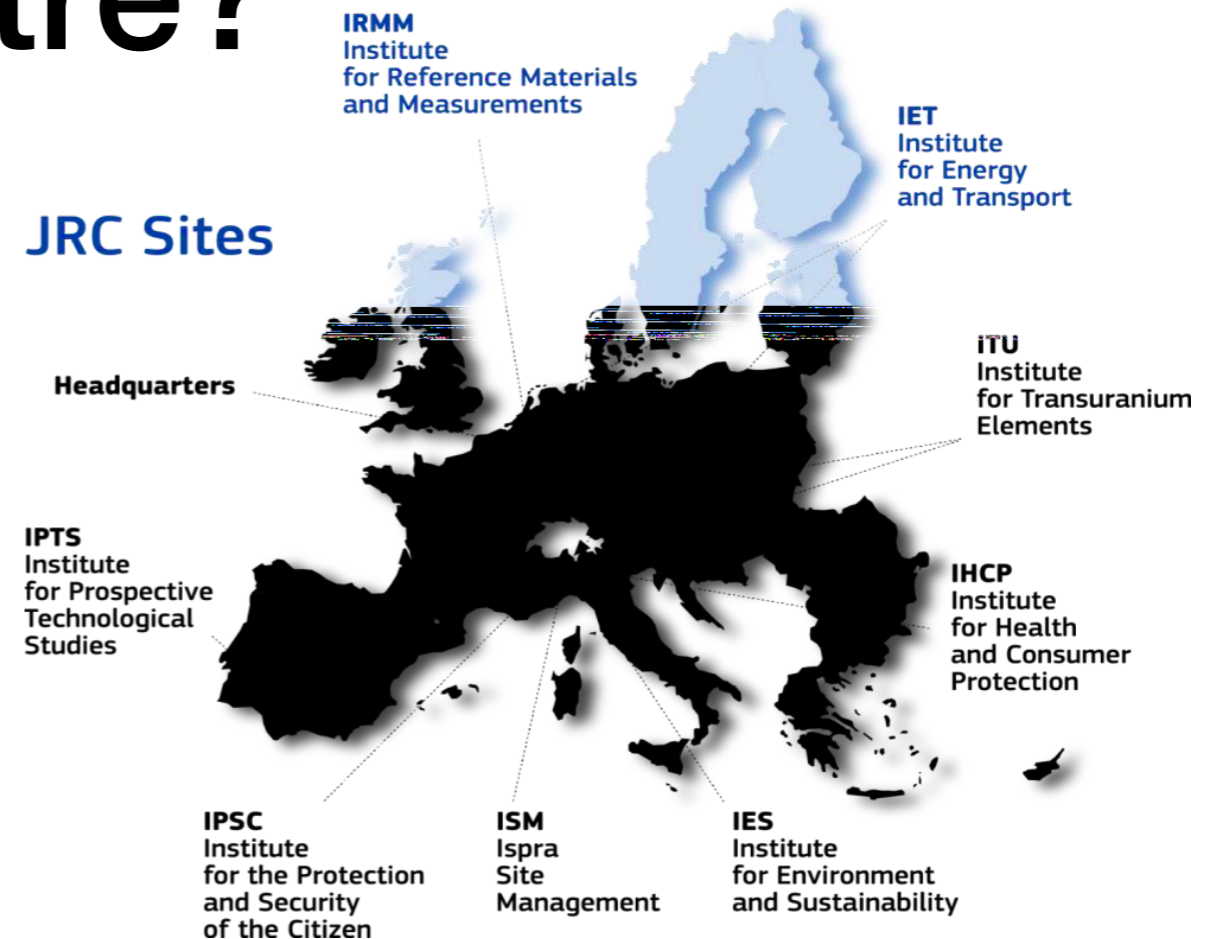 IRMM
Institute
for Reference Materials
and Measurements
IET
Institute
for Energy
and Transport
JRC Sites
ITU
Institute
for Transuranium
Elements
Headquarters
IPTS
Institute
for Prospective
Technological
Studies
IHCP
Institute
for Health
and Consumer
Protection
IPSC
Institute
for the Protection
and Security
of the Citizen
ISM
Ispra
Site
Management
IES
Institute
for Environment
and Sustainability